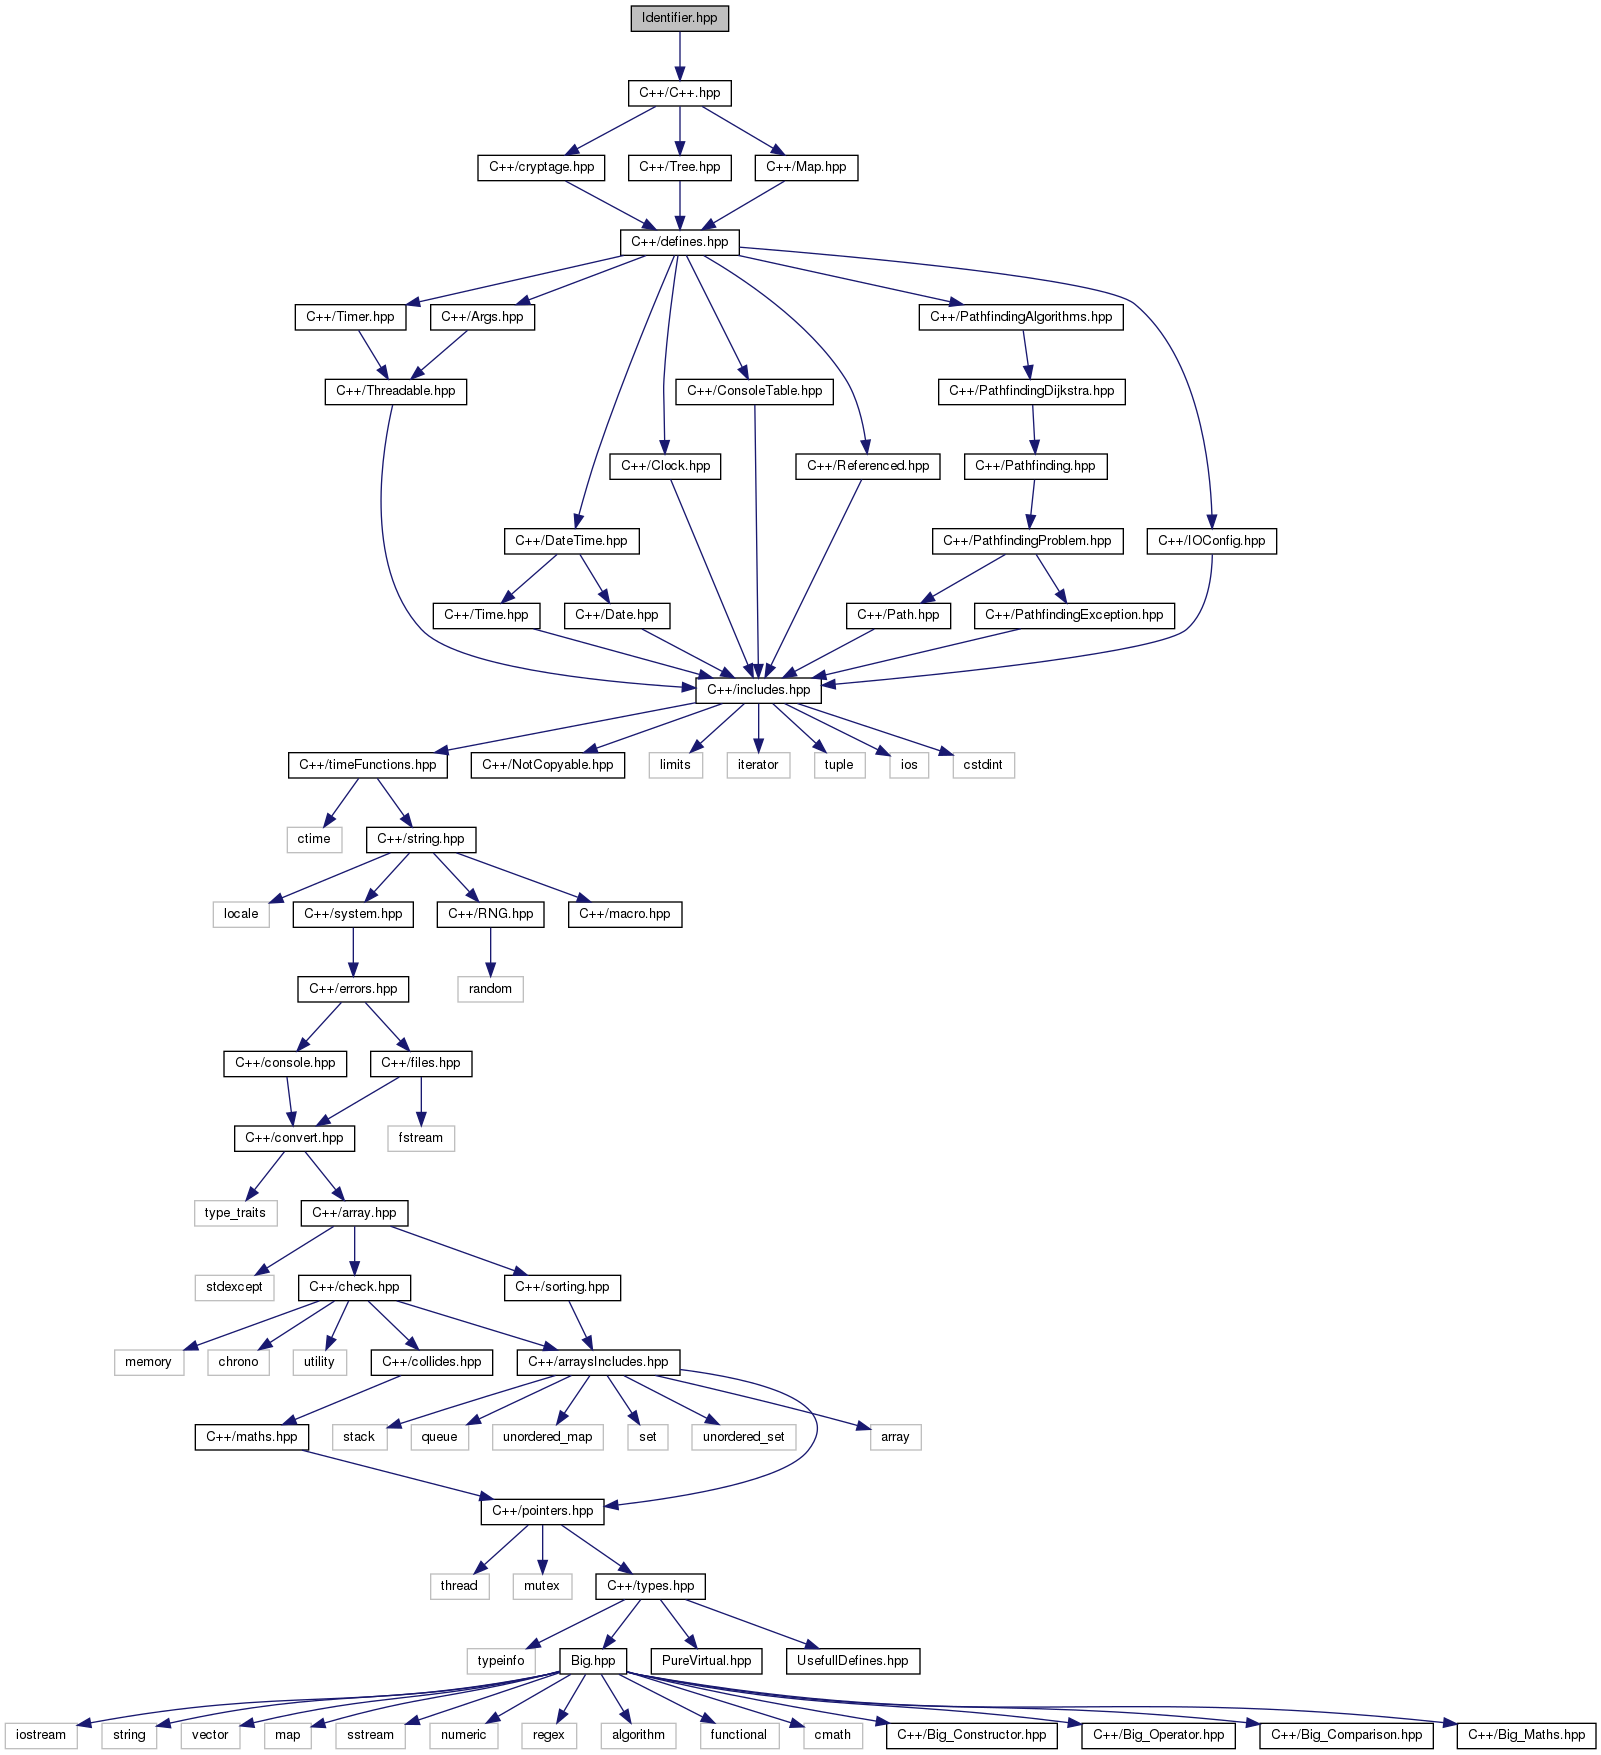 Identifier.hpp
C++/C++.hpp
C++/cryptage.hpp
C++/Tree.hpp
C++/Map.hpp
C++/defines.hpp
C++/Timer.hpp
C++/Args.hpp
C++/PathfindingAlgorithms.hpp
C++/Threadable.hpp
C++/ConsoleTable.hpp
C++/PathfindingDijkstra.hpp
C++/Clock.hpp
C++/Referenced.hpp
C++/Pathfinding.hpp
C++/DateTime.hpp
C++/PathfindingProblem.hpp
C++/IOConfig.hpp
C++/Time.hpp
C++/Date.hpp
C++/Path.hpp
C++/PathfindingException.hpp
C++/includes.hpp
C++/timeFunctions.hpp
C++/NotCopyable.hpp
limits
iterator
tuple
ios
cstdint
ctime
C++/string.hpp
locale
C++/system.hpp
C++/RNG.hpp
C++/macro.hpp
C++/errors.hpp
random
C++/console.hpp
C++/files.hpp
C++/convert.hpp
fstream
type_traits
C++/array.hpp
stdexcept
C++/check.hpp
C++/sorting.hpp
memory
chrono
utility
C++/collides.hpp
C++/arraysIncludes.hpp
C++/maths.hpp
stack
queue
unordered_map
set
unordered_set
array
C++/pointers.hpp
thread
mutex
C++/types.hpp
typeinfo
Big.hpp
PureVirtual.hpp
UsefullDefines.hpp
iostream
string
vector
map
sstream
numeric
regex
algorithm
functional
cmath
C++/Big_Constructor.hpp
C++/Big_Operator.hpp
C++/Big_Comparison.hpp
C++/Big_Maths.hpp